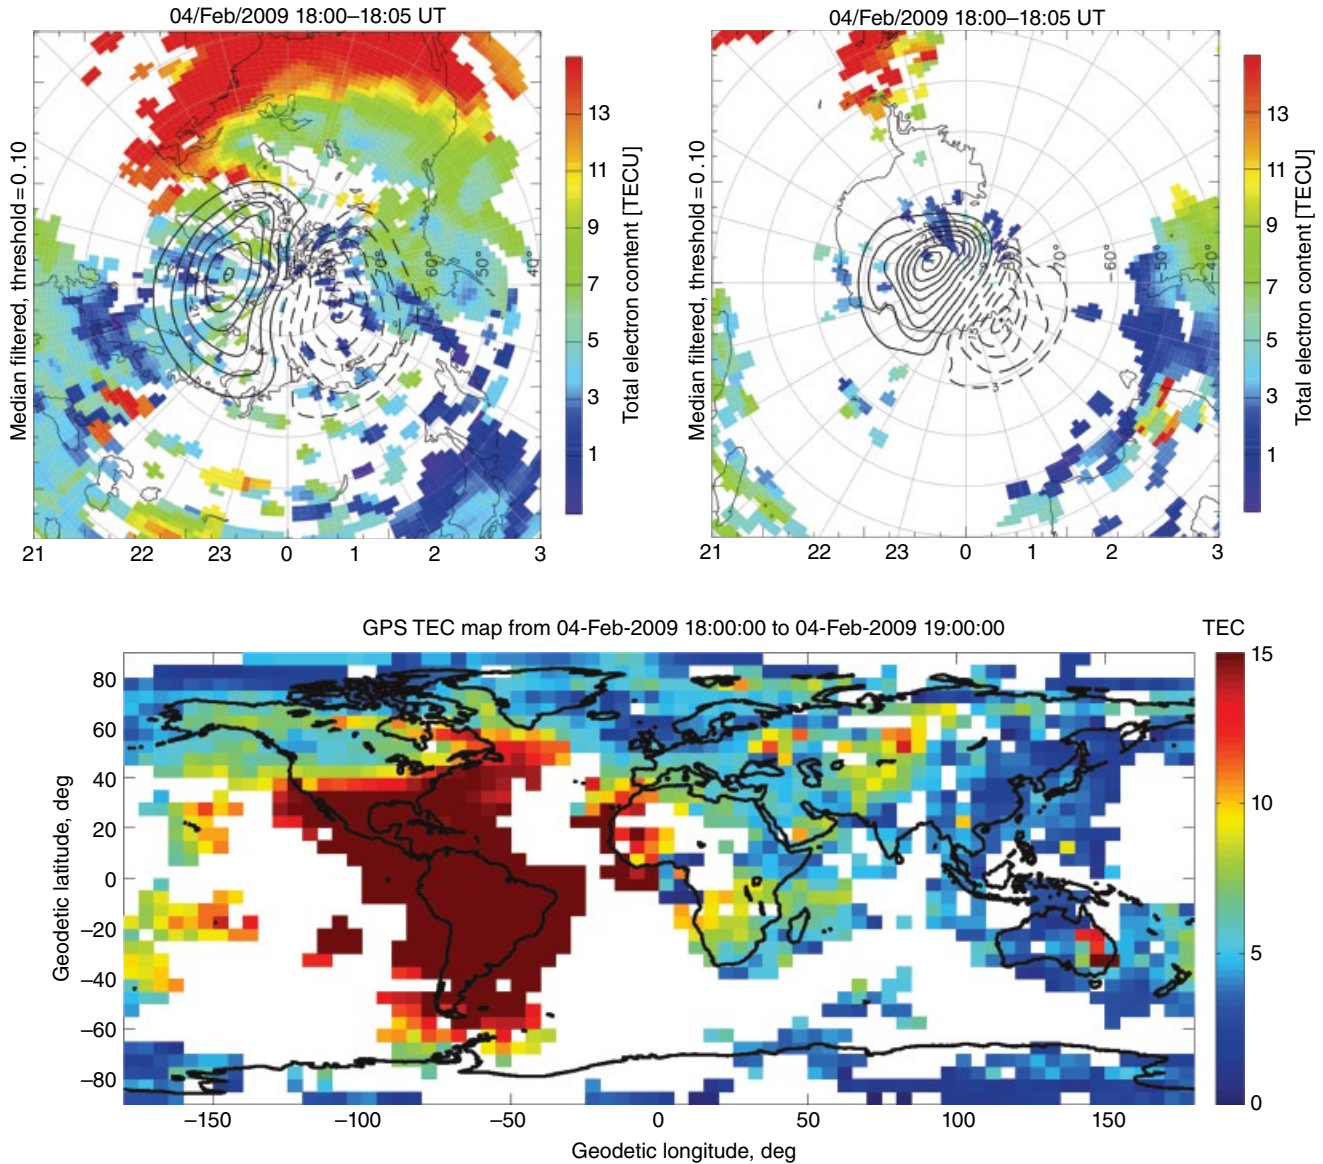 04/Feb/2009 18:00–18:05 UT
Median filtered, threshold = 0.10
40°
50°
60°
70°
21 22 23 0 1 2 3
13
11
9
7
5
3
1
Total electron content [TECU]
04/Feb/2009 18:00–18:05 UT
Median filtered, threshold = 0.10
–40°
–50°
–60°
–70°
21 22 23 0 1 2 3
13
11
9
7
5
3
1
Total electron content [TECU]
GPS TEC map from 04-Feb-2009 18:00:00 to 04-Feb-2009 19:00:00
TEC
Geodetic latitude, deg
80
60
40
20
0
–20
–40
–60
–80
–150 –100 –50 0 50 100 150
Geodetic longitude, deg
15
10
5
0